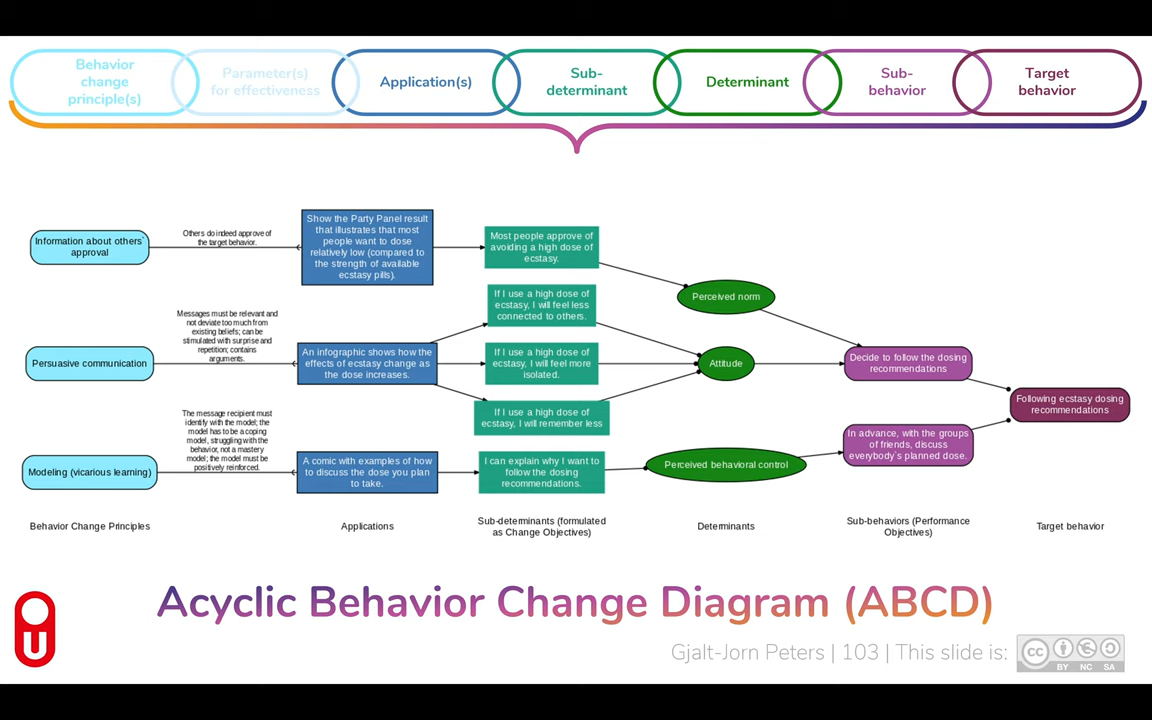 Behavior
change
principle(s)
Parameter(s)
for effectiveness
Application(s)
Sub-
determinant
Determinant
Sub-
behavior
Target
behavior
Information about others`
approval
Others do indeed approve of
the target behavior.
Show the Party Panel result
that illustrates that most
people want to dose
relatively low (compared to
the strength of available
ecstasy pills).
Most people approve of
avoiding a high dose of
ecstasy.
Perceived norm
Persuasive communication
Messages must be relevant and
not deviate too much from
existing beliefs; can be
stimulated with surprise and
repetition; contains
arguments.
An infographic shows how the
effects of ecstasy change as
the dose increases.
If I use a high dose of
ecstasy, I will feel less
connected to others.
If I use a high dose of
ecstasy, I will feel more
isolated.
If I use a high dose of
ecstasy, I will remember less
Attitude
Decide to follow the dosing
recommendations
Following ecstasy dosing
recommendations
Modeling (vicarious learning)
The message recipient must
identify with the model; the
model has to be a coping
model, struggling with the
behavior, not a mastery
model; the model must be
positively reinforced.
A comic with examples of how
to discuss the dose you plan
to take.
I can explain why I want to
follow the dosing
recommendations.
Perceived behavioral control
In advance, with the groups
of friends, discuss
everybody`s planned dose.
Behavior Change Principles
Applications
Sub-determinants (formulated
as Change Objectives)
Determinants
Sub-behaviors (Performance
Objectives)
Target behavior
Acyclic Behavior Change Diagram (ABCD)
Gjalt-Jorn Peters | 103 | This slide is:
U
cc
BY NC SA